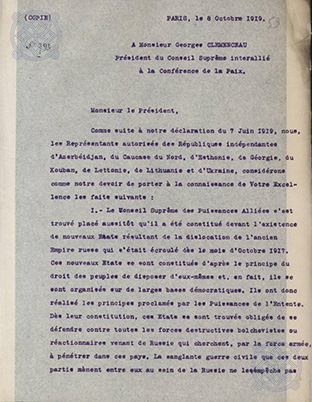 (COPIE)
PARIS, le 8 Octobre 1919.
A Monsieur Georges CLEMENCEAU
Président du Conseil Suprême interallié
à la Conférence de la Paix.
Monsieur le Président,
Comme suite à notre déclaration du 7 Juin 1919, nous,
les Représentants autorisés des Républiques indépendantes
d'Azerbéidjan, du Caucase du Nord, d'Esthonie, de Géorgie, du
Kouban, de Lettonie, de Lithuanie et d'Ukraine, considérons
comme notre devoir de porter à la connaissance de Votre Excel-
lence les faits suivants :
I.- Le Conseil Suprême des Puissances Alliées s'est
trouvé placé aussitôt qu'il a été constitué devant l'existence
de nouveaux Etats résultant de la dislocation de l'ancien
Empire russe qui s'était écroulé dès le mois d'Octobre 1917.
Ces nouveaux Etats se sont constitués d'après le principe du
droit des peuples de disposer d'eux-mêmes et, en fait, ils se
sont organisés sur de larges bases démocratiques. Ils ont donc
réalisé les principes proclamés par les Puissances de l'Entente.
Dès leur constitution, ces Etats se sont trouvés obligés de se
défendre contre toutes les forces destructives bolchevistes ou
réactionnaires venant de Russie qui cherchent, par la force armée,
à pénétrer dans ces pays. La sanglante guerre civile que ces deux
partis mènent entre eux au sein de la Russie ne les empêche pas